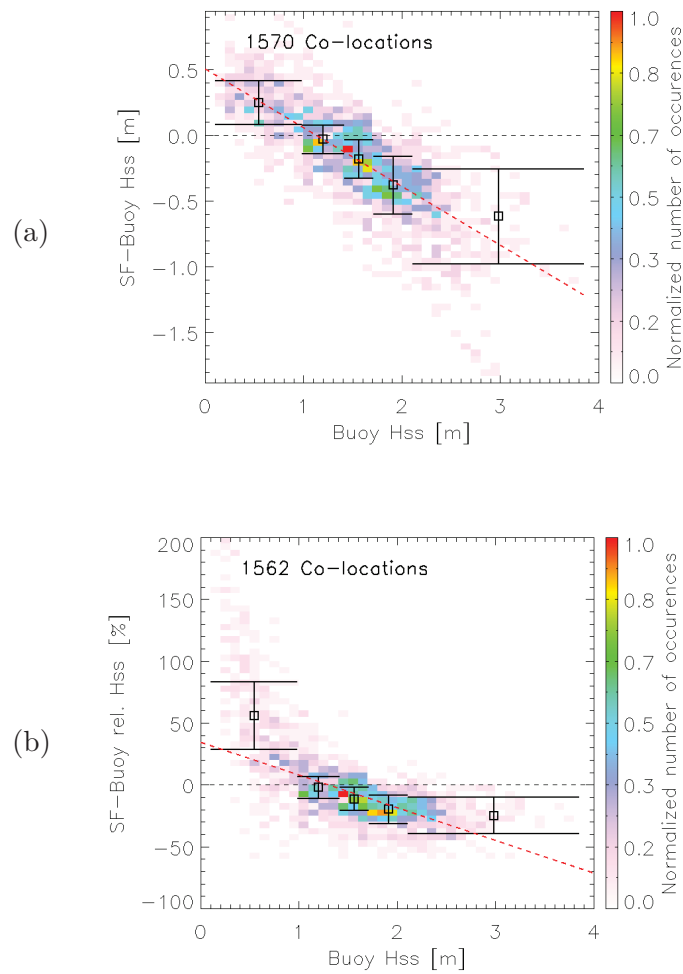 (a)
1570 Co-locations
SF-Buoy Hss [m]
0.5
0.0
-0.5
-1.0
-1.5
0 1 2 3 4
Buoy Hss [m]
1.0
0.8
0.7
0.5
0.3
0.2
0.0
Normalized number of occurences
(b)
1562 Co-locations
SF-Buoy rel. Hss [%]
200
150
100
50
0
-50
-100
0 1 2 3 4
Buoy Hss [m]
1.0
0.8
0.7
0.5
0.3
0.2
0.0
Normalized number of occurences